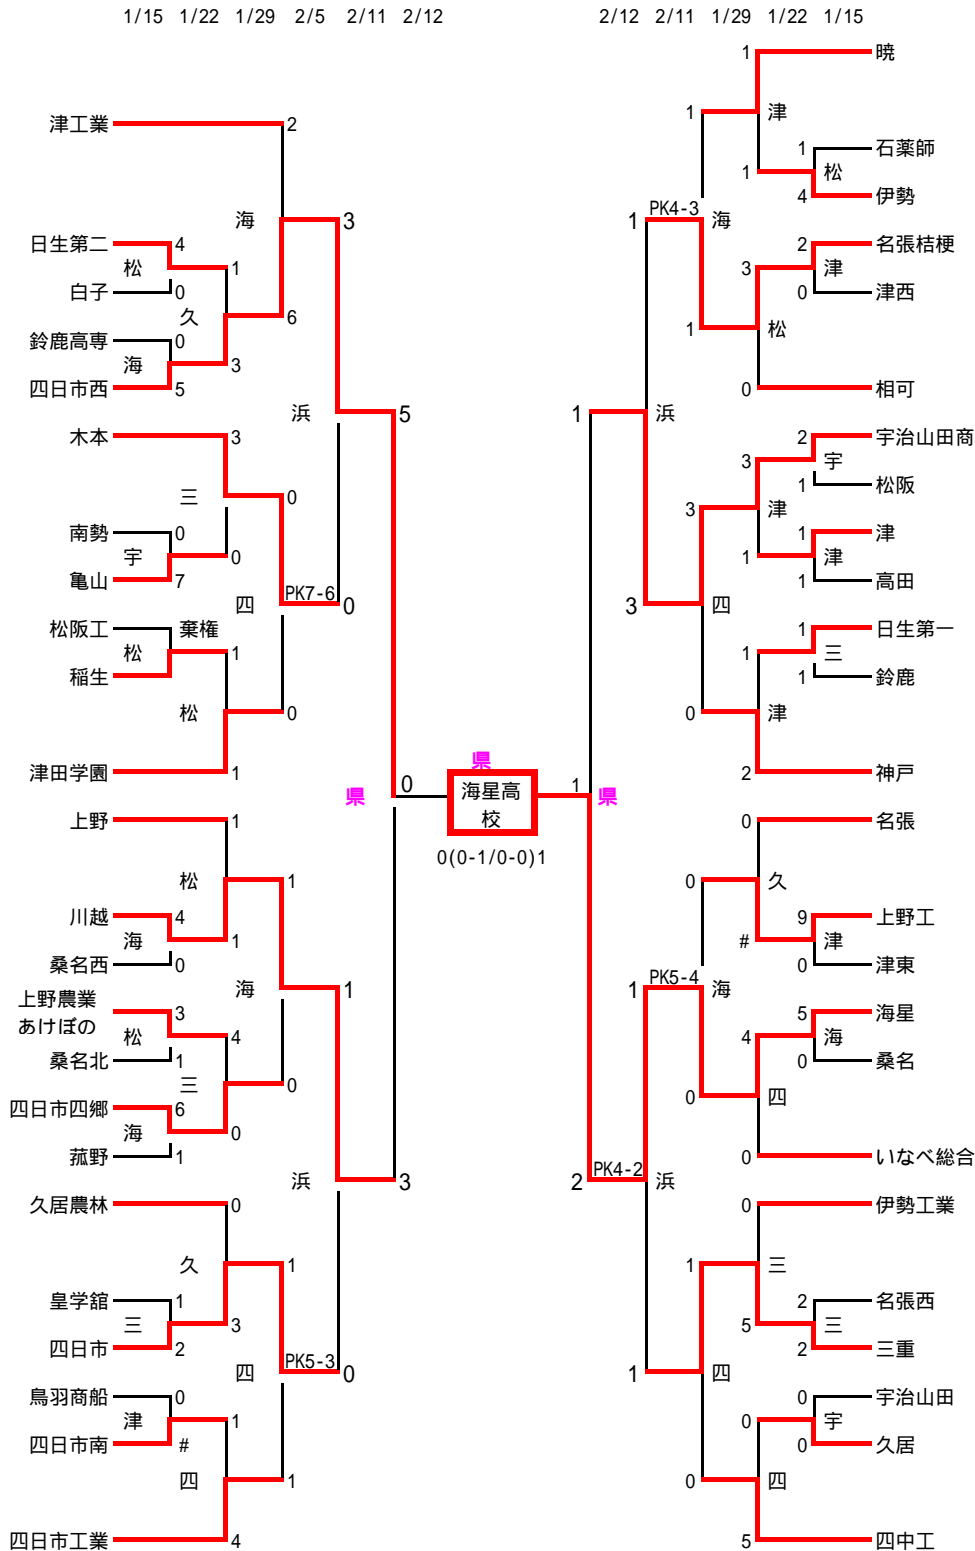 1/15 1/22 1/29 2/5 2/11 2/12 2/12 2/11 1/29 1/22 1/15
1 暁
1 津
津工業 2
1 石薬師
1 松
4 伊勢
PK4-3
海 3 1 海
日生第二 4 2 名張桔梗
松 1 3 津
白子 0 0 津西
久 6 1 松
鈴鹿高専 0
海 3
四日市西 5 0 相可
浜 5 1 浜
木本 3 2 宇治山田商
3 宇
松阪 1
三 0 3 津
南勢 0 1 津
宇 0 1 津
亀山 7 1 高田
PK7-6
四 0 3 四
松阪工 棄権 1 日生第一
松 1 1 三
稲生 1 鈴鹿
松 0 0 津
津田学園 1 2 神戸
県
県 0 海星高校 1 県
0(0-1/0-0)1
上野 1 0 名張
松 1 0 久
川越 4 9 上野工
海 1 # 津
桑名西 0 0 津東
PK5-4
海 1 1 海
上野農業あけぼの 3 5 海星
松 4 4 海
桑名北 1 0 桑名
三 0 0 四
四日市四郷 6
海 0
菰野 1 0 いなべ総合
PK4-2
浜 3 2 浜
久居農林 0 0 伊勢工業
久 1 1 三
皇学舘 1 2 名張西
三 3 5 三
四日市 2 2 三重
PK5-3
四 0 1 四
鳥羽商船 0 0 宇治山田
津 1 0 宇
四日市南 # 0 久居
四 1 0 四
四日市工業 4 5 四中工